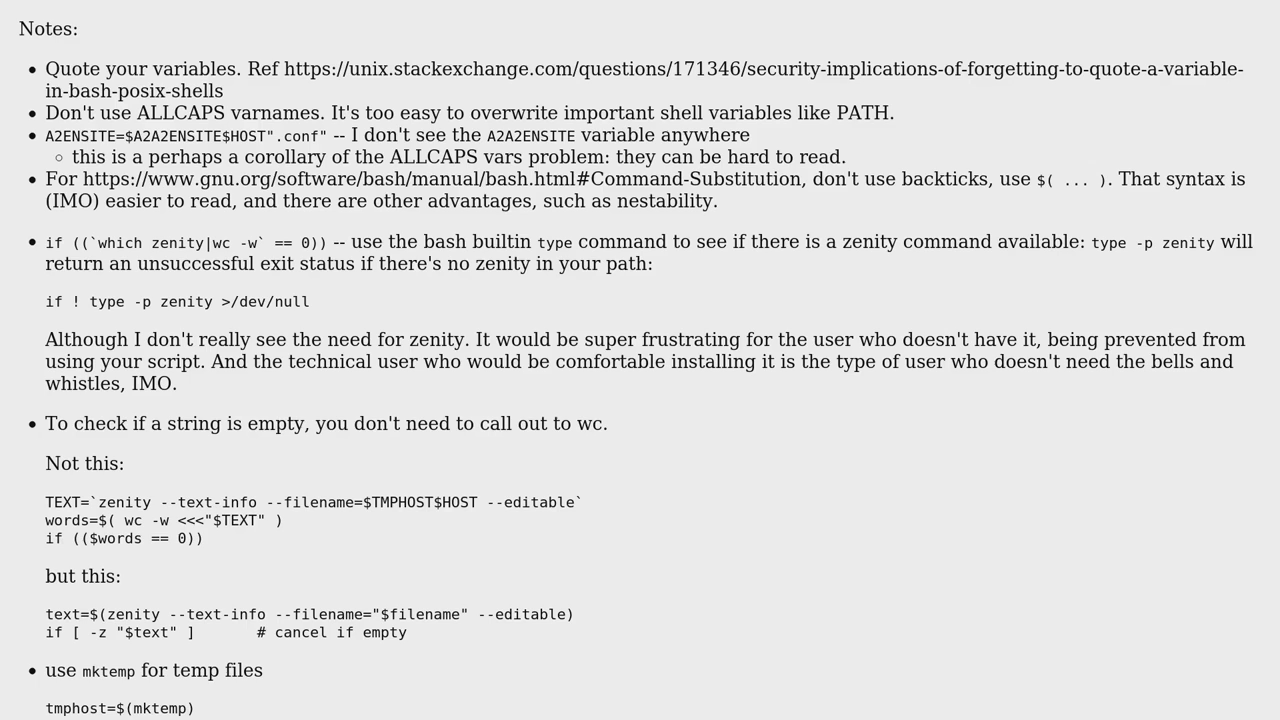 Notes:
Quote your variables. Ref https://unix.stackexchange.com/questions/171346/security-implications-of-forgetting-to-quote-a-variable-
in-bash-posix-shells
Don't use ALLCAPS varnames. It's too easy to overwrite important shell variables like PATH.
A2ENSITE=$A2A2ENSITE$HOST".conf" -- I don't see the A2A2ENSITE variable anywhere
this is a perhaps a corollary of the ALLCAPS vars problem: they can be hard to read.
For https://www.gnu.org/software/bash/manual/bash.html#Command-Substitution, don't use backticks, use $( ... ). That syntax is
(IMO) easier to read, and there are other advantages, such as nestability.
if ((`which zenity|wc -w` == 0)) -- use the bash builtin type command to see if there is a zenity command available: type -p zenity will
return an unsuccessful exit status if there's no zenity in your path:
if ! type -p zenity >/dev/null
Although I don't really see the need for zenity. It would be super frustrating for the user who doesn't have it, being prevented from
using your script. And the technical user who would be comfortable installing it is the type of user who doesn't need the bells and
whistles, IMO.
To check if a string is empty, you don't need to call out to wc.
Not this:
TEXT=`zenity --text-info --filename=$TMPHOST$HOST --editable`
words=$( wc -w <<<"$TEXT" )
if (($words == 0))
but this:
text=$(zenity --text-info --filename="$filename" --editable)
if [ -z "$text" ]       # cancel if empty
use mktemp for temp files
tmphost=$(mktemp)